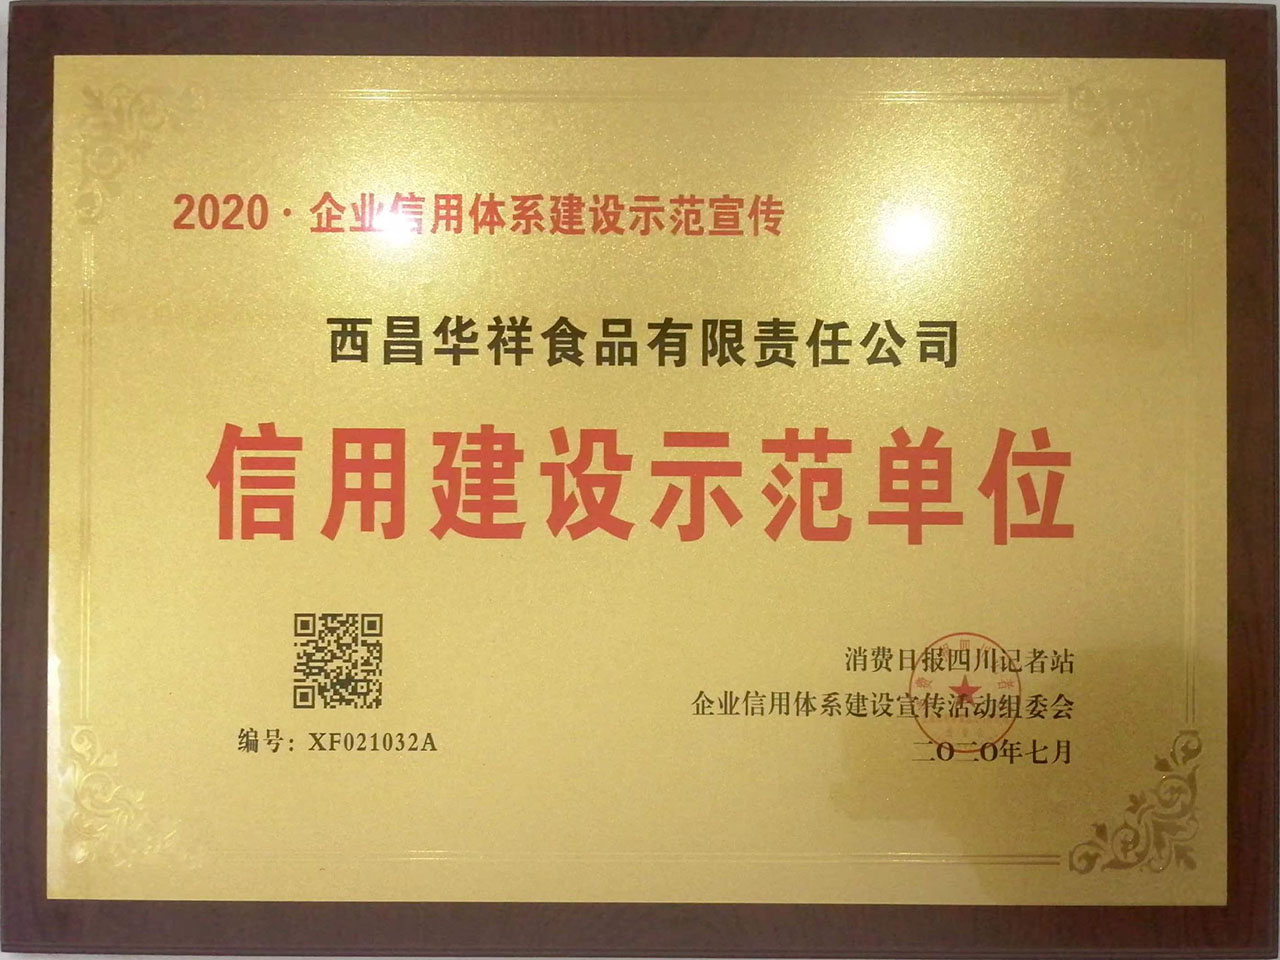 2020·企业信用体系建设示范宣传
西昌华祥食品有限责任公司
信用建设示范单位
编号：XF021032A
消费日报四川记者站
企业信用体系建设宣传活动组委会
二〇二〇年七月